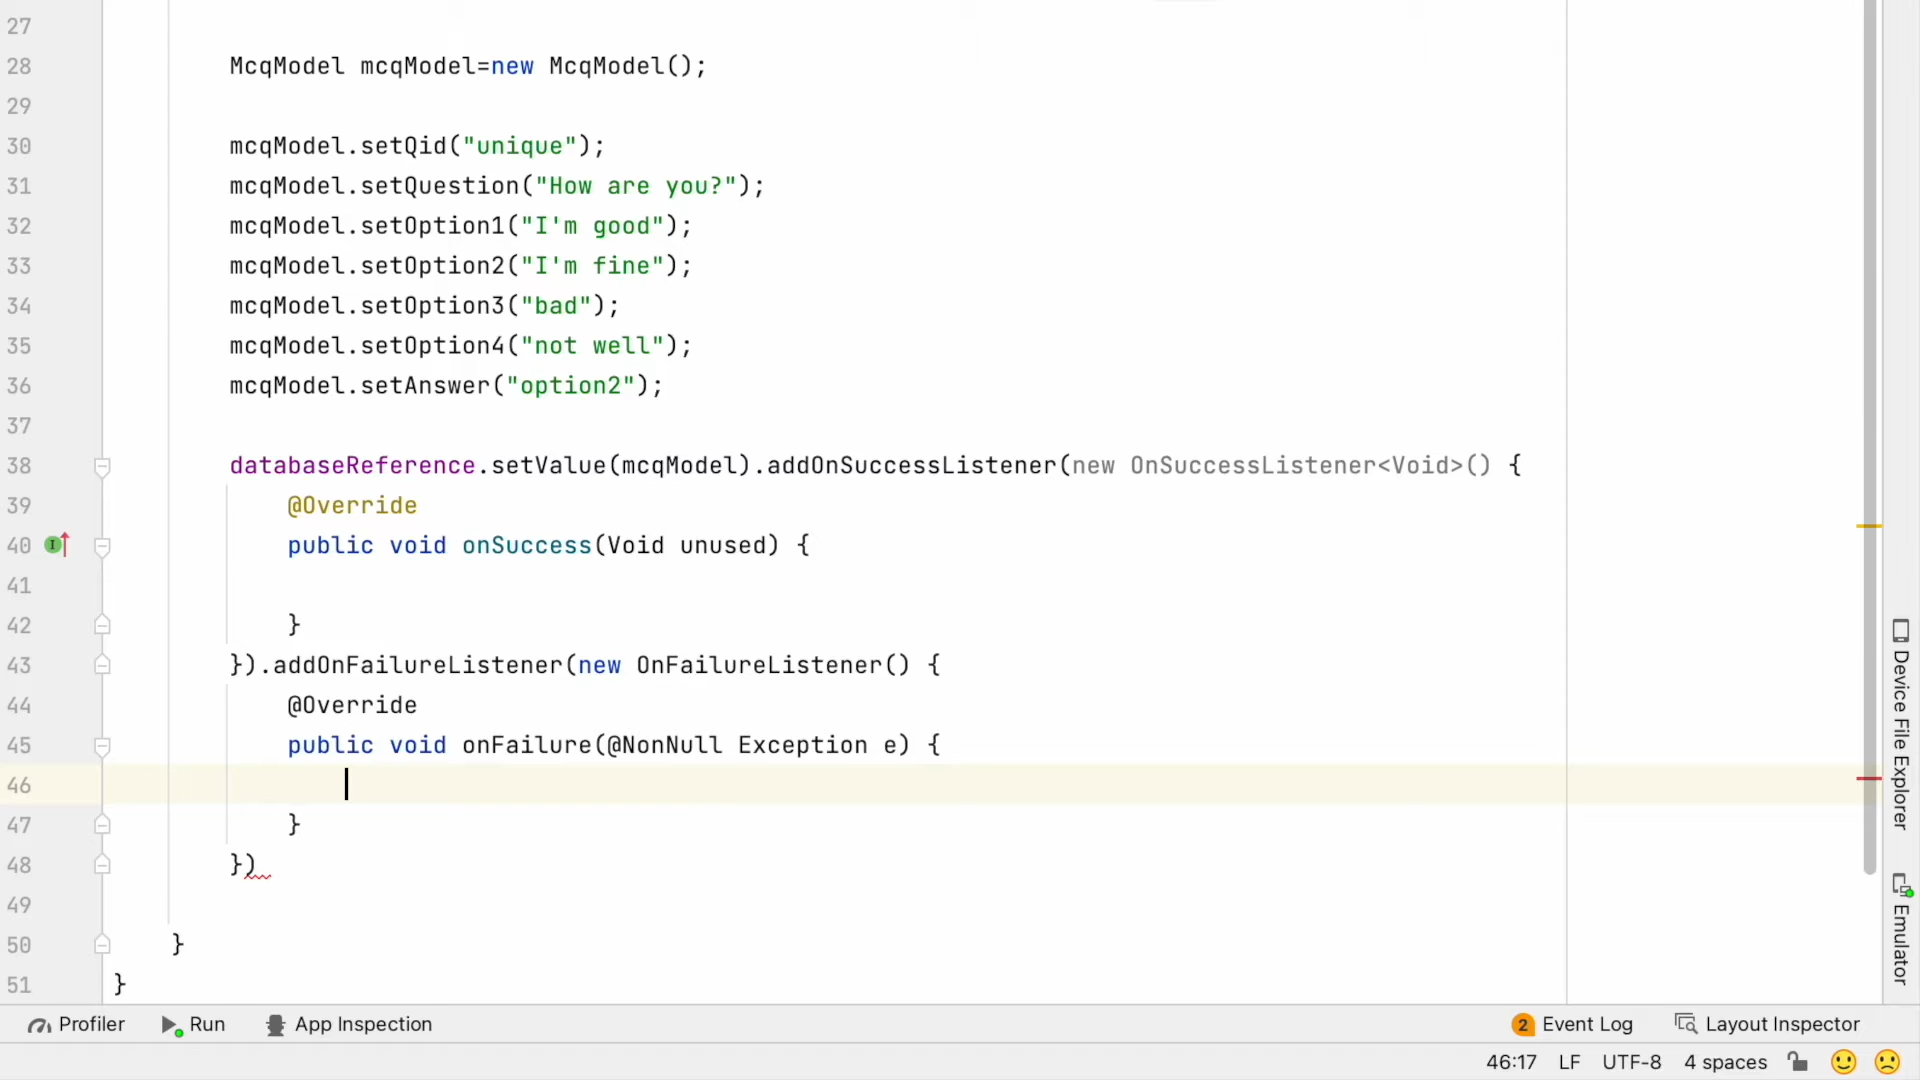 27
28 McqModel mcqModel=new McqModel();
29
30 mcqModel.setQid("unique");
31 mcqModel.setQuestion("How are you?");
32 mcqModel.setOption1("I'm good");
33 mcqModel.setOption2("I'm fine");
34 mcqModel.setOption3("bad");
35 mcqModel.setOption4("not well");
36 mcqModel.setAnswer("option2");
37
38 databaseReference.setValue(mcqModel).addOnSuccessListener(new OnSuccessListener<Void>() {
39 @Override
40 public void onSuccess(Void unused) {
41
42 }
43 }).addOnFailureListener(new OnFailureListener() {
44 @Override
45 public void onFailure(@NonNull Exception e) {
46
47 }
48 })
49
50 }
51 }
Device File Explorer
Emulator
Profiler Run App Inspection 2 Event Log Layout Inspector
46:17 LF UTF-8 4 spaces